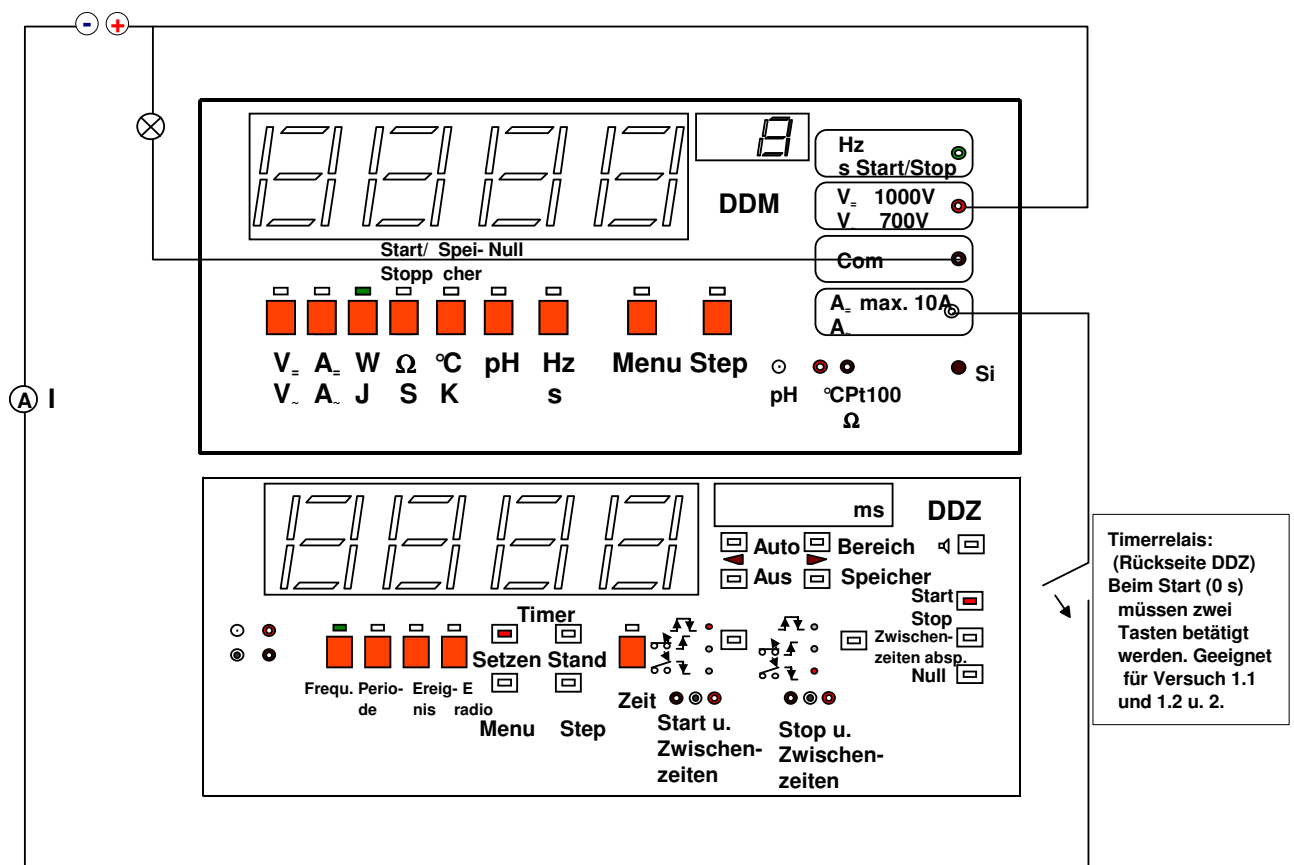 - +
Hz
s Start/Stop
V= 1000V
V~ 700V
DDM
Com
Start/ Spei- Null
Stopp cher
A= max. 10A
A~
V= A= W Ω °C pH Hz Menu Step
V~ A~ J S K s
pH °CPt100 Si
Ω
A I
ms DDZ
Auto Bereich
Aus Speicher
Start
Stop
Zwischen-
zeiten absp.
Null
Timer
Setzen Stand
Frequ. Perio- Ereig- E
de nis radio
Menu Step
Zeit
Start u.
Zwischen-
zeiten
Stop u.
Zwischen-
zeiten
Timerrelais:
(Rückseite DDZ)
Beim Start (0 s)
müssen zwei
Tasten betätigt
werden. Geeignet
für Versuch 1.1
und 1.2 u. 2.